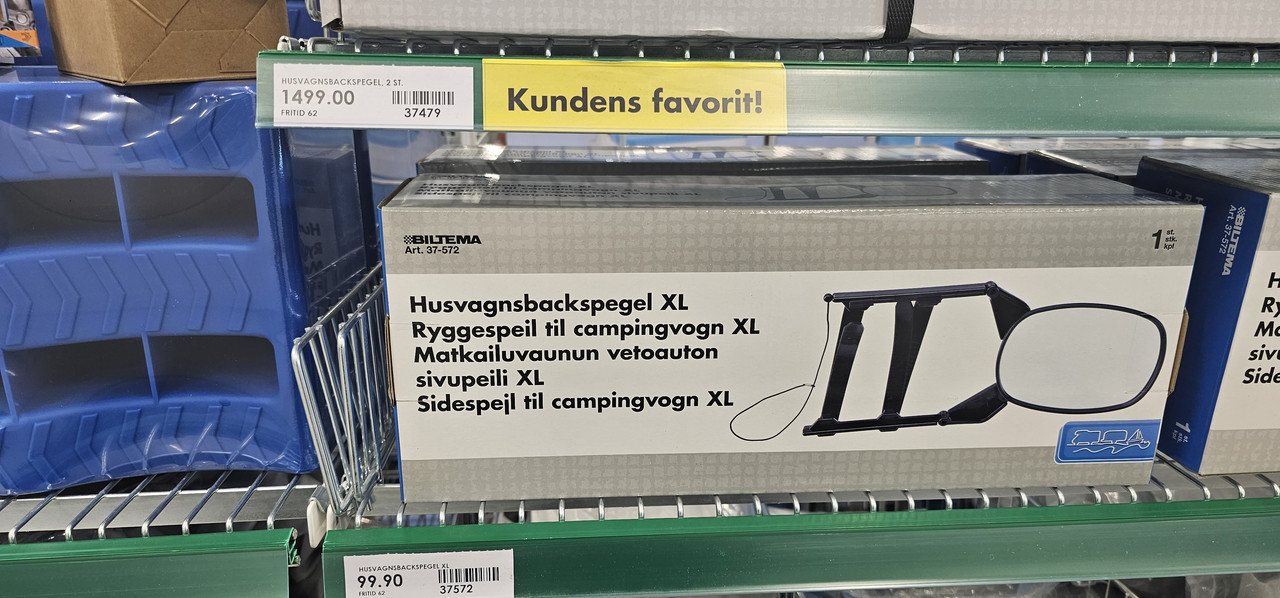 HUSVAGNSBACKSPEGEL, 2 ST.
1499.00
FRITID 62
37479
Kundens favorit!
BILTEMA
Art. 37-572
1 st.
stk.
kpl
Husvagnsbackspegel XL
Ryggespeil til campingvogn XL
Matkailuvaunun vetoauton
sivupeili XL
Sidespejl til campingvogn XL
BILTEMA
Art. 37-572
1 st.
HUSVAGNSBACKSPEGEL XL
99.90
FRITID 62
37572